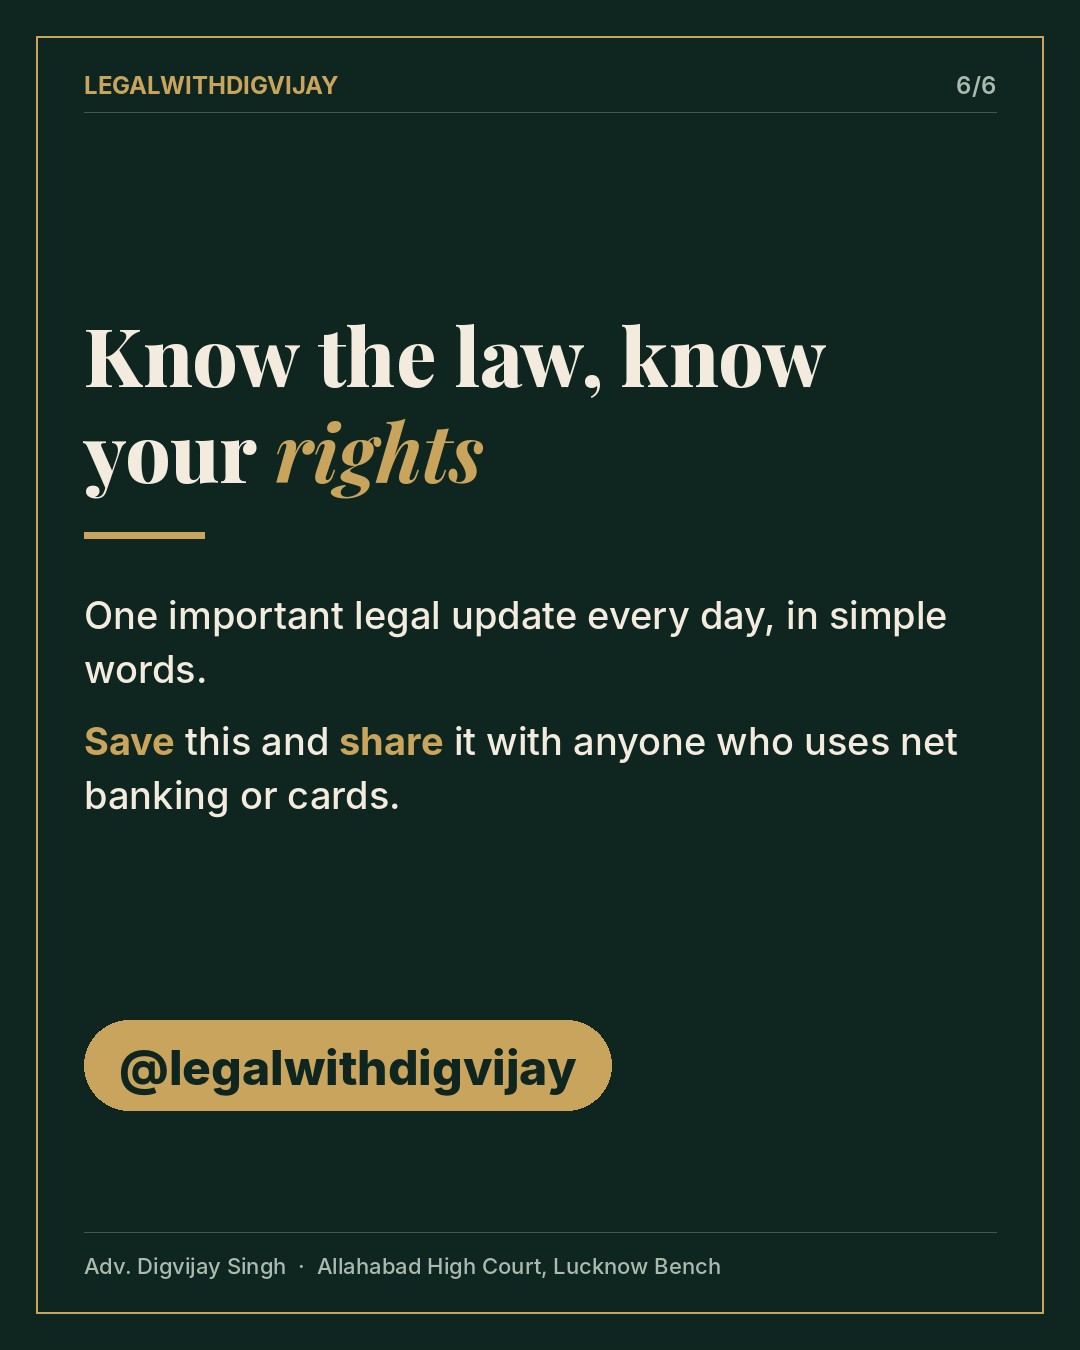 LEGALWITHDIGVIJAY
6/6
Know the law, know
your rights
One important legal update every day, in simple
words.
Save this and share it with anyone who uses net
banking or cards.
@legalwithdigvijay
Adv. Digvijay Singh · Allahabad High Court, Lucknow Bench